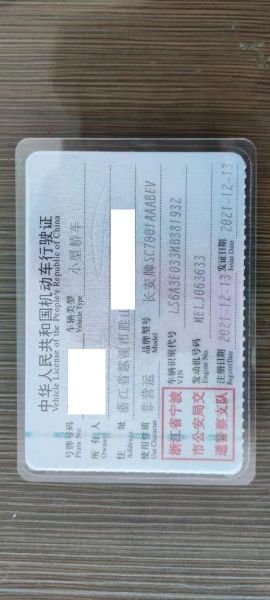 中华人民共和国机动车行驶证
Vehicle License of the People's Republic of China
号牌号码 Plate No. 车辆类型 Vehicle Type 小型轿车
所有人 Owner
住址 Address 浙江省慈溪市胜山
使用性质 Use Character 非营运 品牌型号 Model 长安牌SC7001AAABEV
浙江省宁波
市公安局交
通警察支队
车辆识别代号 VIN LS6A3E033MB381932
发动机号码 Engine No. MELJ063633
注册日期 Register Date 2021-12-13 发证日期 Issue Date 2021-12-13